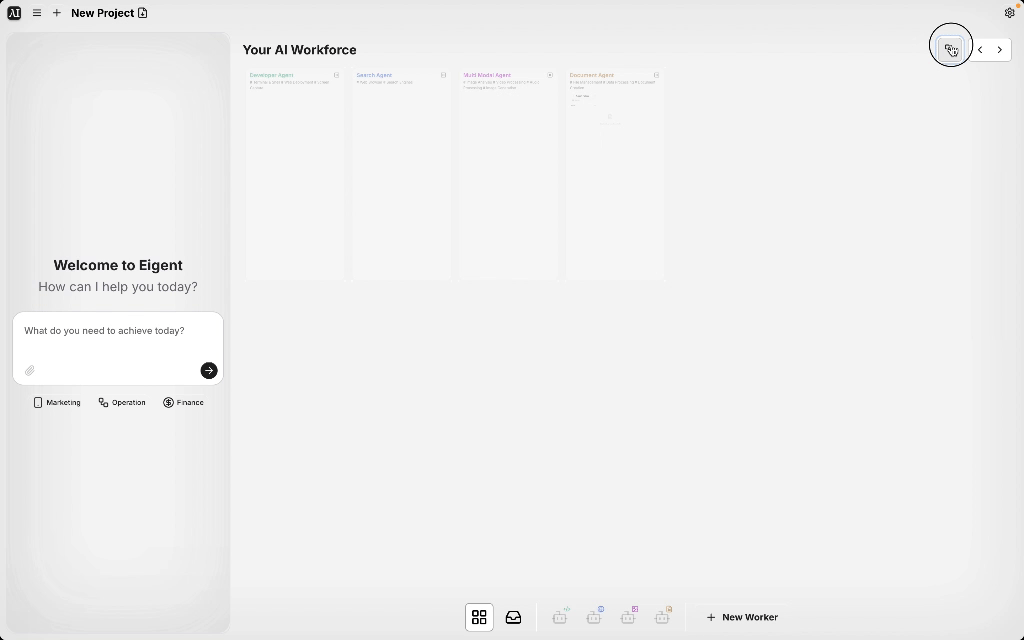 New Project
Your AI Workforce
Developer Agent
Search Agent
Multi Modal Agent
Document Agent
Welcome to Eigent
How can I help you today?
What do you need to achieve today?
Marketing
Operation
Finance
New Worker